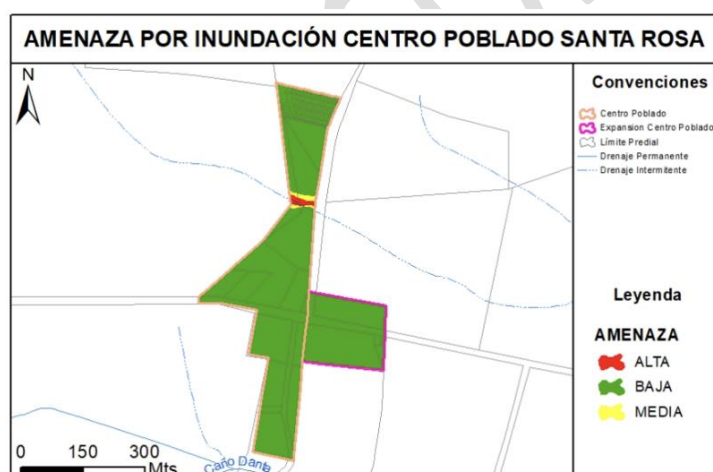 AMENAZA POR INUNDACIÓN CENTRO POBLADO SANTA ROSA
N
Convenciones
Centro Poblado
Expansion Centro Poblado
Límite Predial
Drenaje Permanente
Drenaje Intermitente
Leyenda
AMENAZA
ALTA
BAJA
MEDIA
Caño Danta
0 150 300
Mts